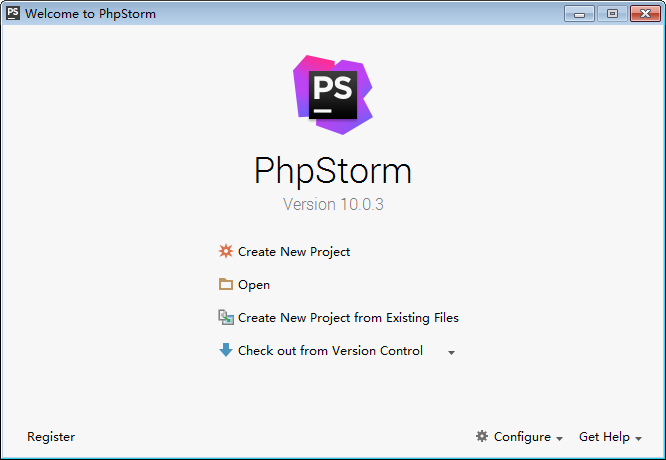 PS Welcome to PhpStorm
PS
PhpStorm
Version 10.0.3
Create New Project
Open
Create New Project from Existing Files
Check out from Version Control
Register Configure Get Help